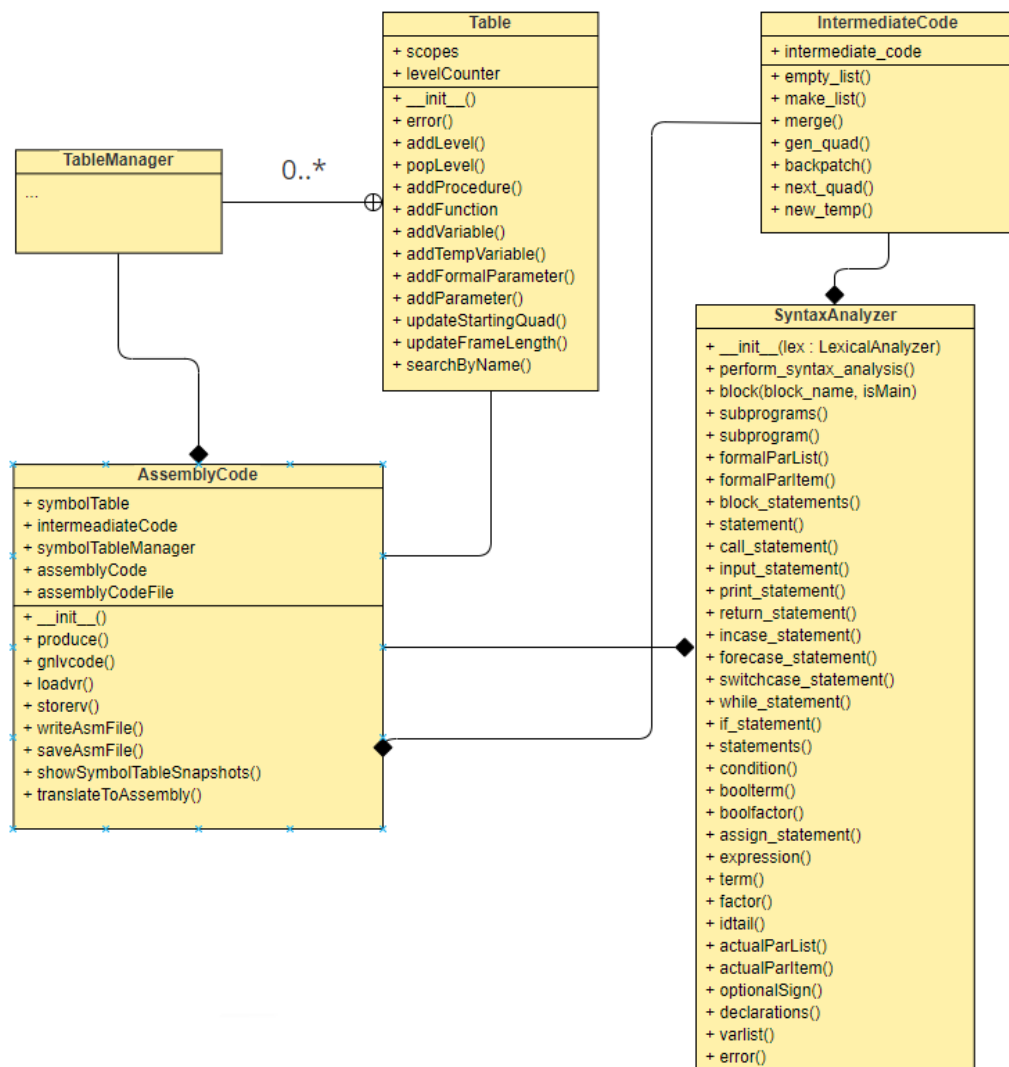 Table
+ scopes
+ levelCounter
+ __init__()
+ error()
+ addLevel()
+ popLevel()
+ addProcedure()
+ addFunction
+ addVariable()
+ addTempVariable()
+ addFormalParameter()
+ addParameter()
+ updateStartingQuad()
+ updateFrameLength()
+ searchByName()
IntermediateCode
+ intermediate_code
+ empty_list()
+ make_list()
+ merge()
+ gen_quad()
+ backpatch()
+ next_quad()
+ new_temp()
TableManager
...
0..*
AssemblyCode
+ symbolTable
+ intermeadiateCode
+ symbolTableManager
+ assemblyCode
+ assemblyCodeFile
+ __init__()
+ produce()
+ gnlvcode()
+ loadvr()
+ storerv()
+ writeAsmFile()
+ saveAsmFile()
+ showSymbolTableSnapshots()
+ translateToAssembly()
SyntaxAnalyzer
+ __init__(lex : LexicalAnalyzer)
+ perform_syntax_analysis()
+ block(block_name, isMain)
+ subprograms()
+ subprogram()
+ formalParList()
+ formalParItem()
+ block_statements()
+ statement()
+ call_statement()
+ input_statement()
+ print_statement()
+ return_statement()
+ incase_statement()
+ forecase_statement()
+ switchcase_statement()
+ while_statement()
+ if_statement()
+ statements()
+ condition()
+ boolterm()
+ boolfactor()
+ assign_statement()
+ expression()
+ term()
+ factor()
+ idtail()
+ actualParList()
+ actualParItem()
+ optionalSign()
+ declarations()
+ varlist()
+ error()